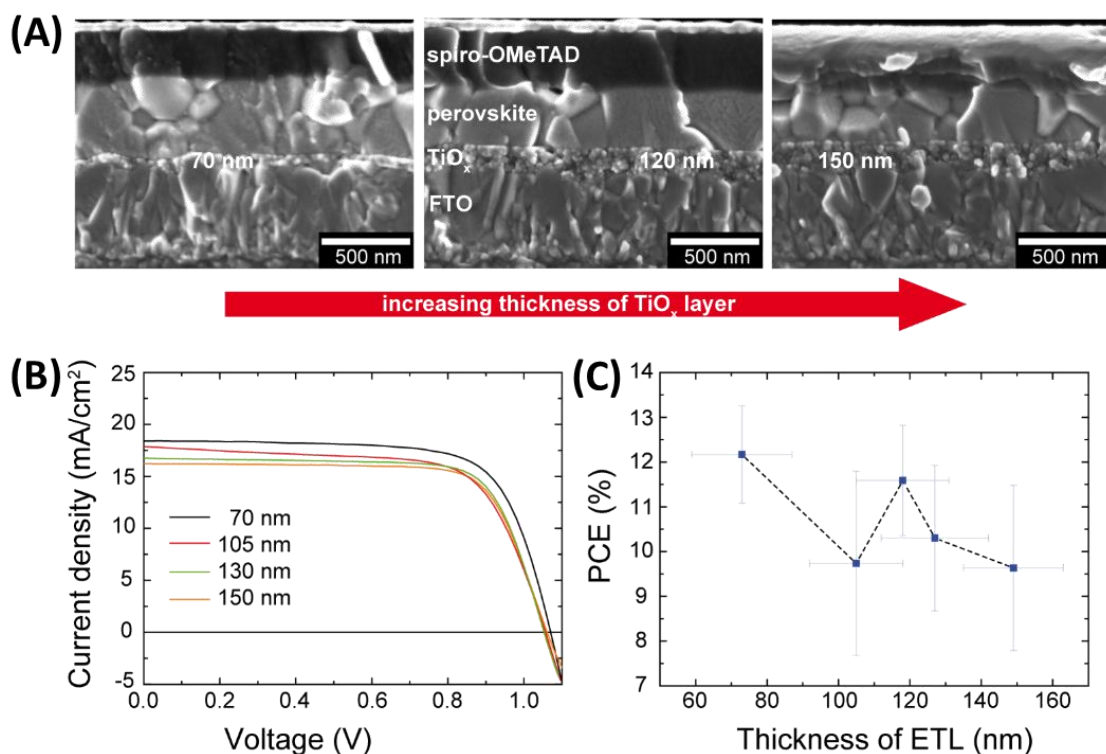 (A)
spiro-OMeTAD
perovskite
TiOₓ
FTO
70 nm
120 nm
150 nm
500 nm
500 nm
500 nm
increasing thickness of TiOₓ layer
(B)
Current density (mA/cm²)
25
20
15
10
5
0
-5
70 nm
105 nm
130 nm
150 nm
0.0 0.2 0.4 0.6 0.8 1.0
Voltage (V)
(C)
PCE (%)
14
13
12
11
10
9
8
7
60 80 100 120 140 160
Thickness of ETL (nm)